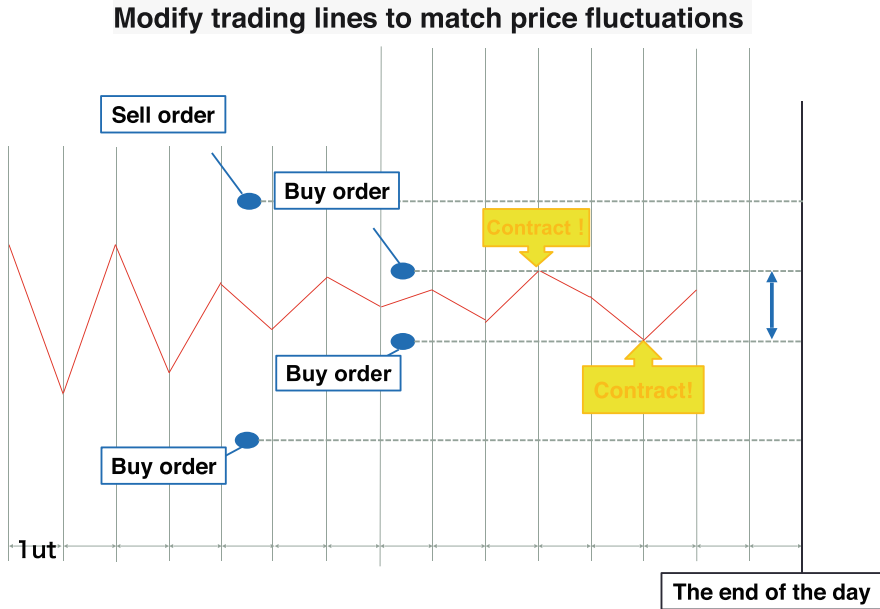 Modify trading lines to match price fluctuations
Sell order
Buy order
Contract !
Buy order
Contract!
Buy order
1ut
The end of the day